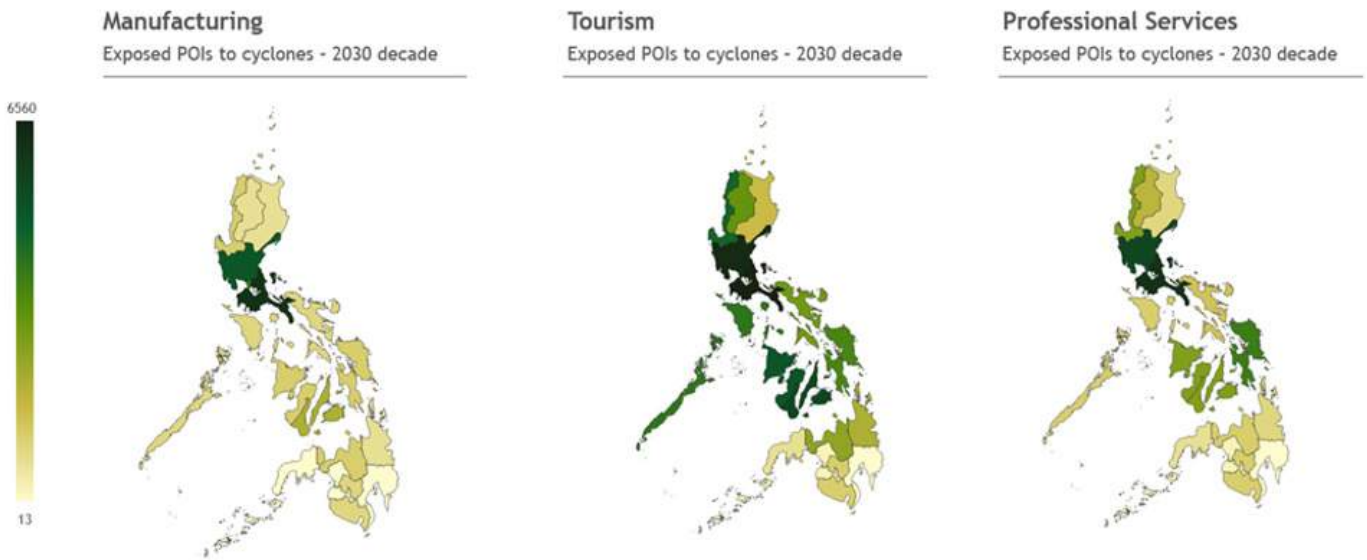 Manufacturing
Exposed POIs to cyclones - 2030 decade
Tourism
Exposed POIs to cyclones - 2030 decade
Professional Services
Exposed POIs to cyclones - 2030 decade
6560
13